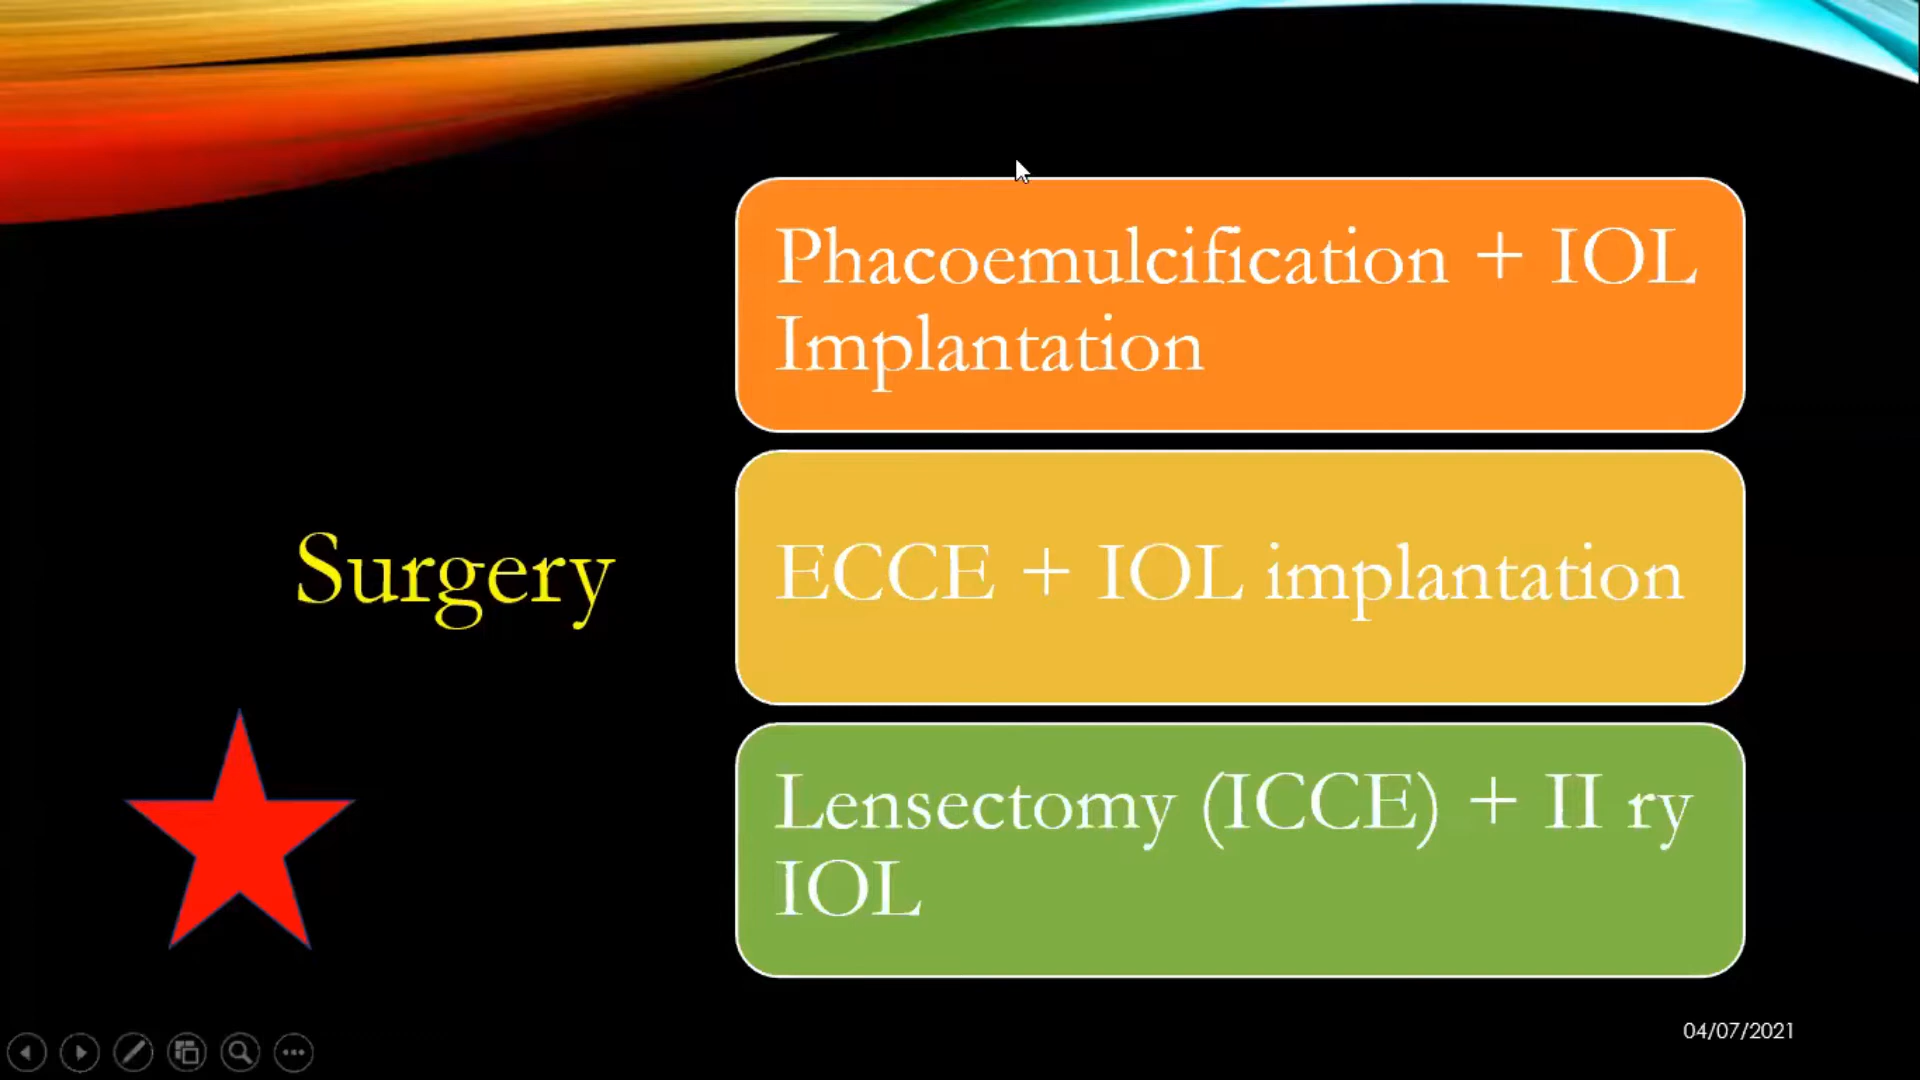 Surgery
Phacoemulcification + IOL
Implantation
ECCE + IOL implantation
Lensectomy (ICCE) + II ry
IOL
04/07/2021